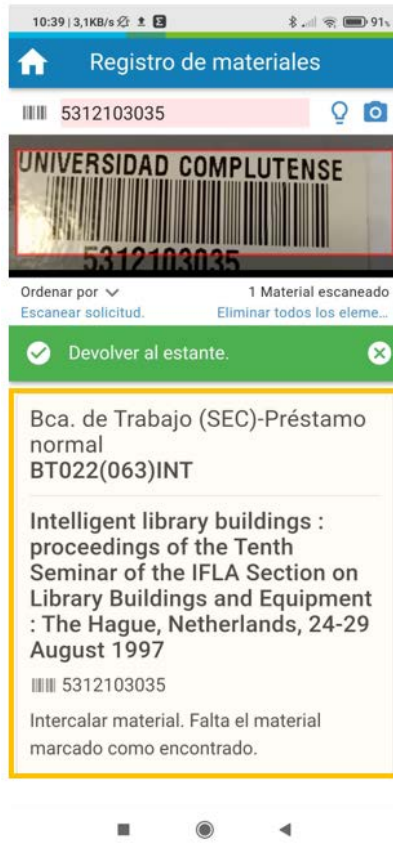 10:39 | 3,1KB/s
91%
Registro de materiales
5312103035
UNIVERSIDAD COMPLUTENSE
5312103035
Ordenar por
1 Material escaneado
Escanear solicitud.
Eliminar todos los eleme...
Devolver al estante.
Bca. de Trabajo (SEC)-Préstamo
normal
BT022(063)INT
Intelligent library buildings :
proceedings of the Tenth
Seminar of the IFLA Section on
Library Buildings and Equipment
: The Hague, Netherlands, 24-29
August 1997
5312103035
Intercalar material. Falta el material
marcado como encontrado.